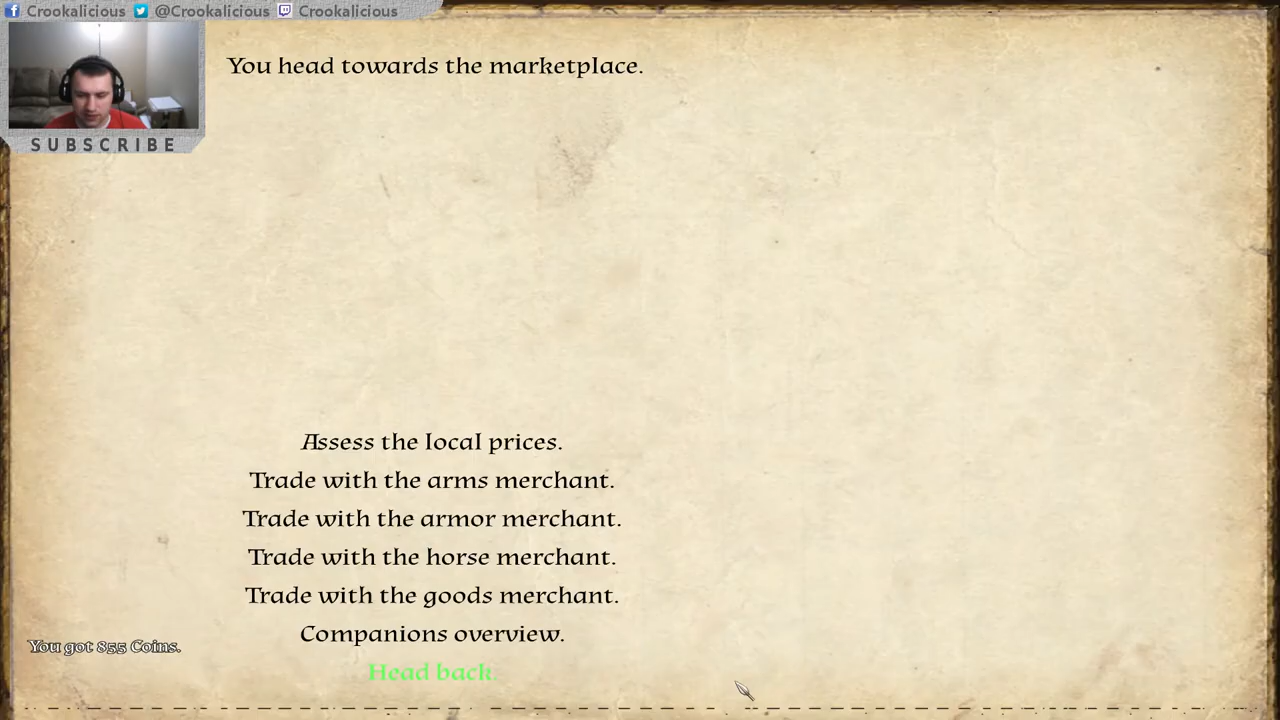 Crookalicious @Crookalicious Crookalicious
SUBSCRIBE
You head towards the marketplace.
Assess the local prices.
Trade with the arms merchant.
Trade with the armor merchant.
Trade with the horse merchant.
Trade with the goods merchant.
Companions overview.
You got 855 Coins.
Head back.